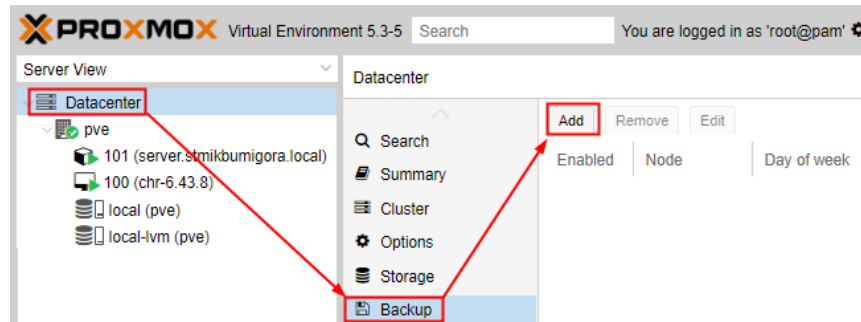 PROXMOX Virtual Environment 5.3-5 Search You are logged in as 'root@pam'
Server View
Datacenter
pve
101 (server.stmikbumigora.local)
100 (chr-6.43.8)
local (pve)
local-lvm (pve)
Datacenter
Search
Summary
Cluster
Options
Storage
Backup
Add Remove Edit
Enabled Node Day of week